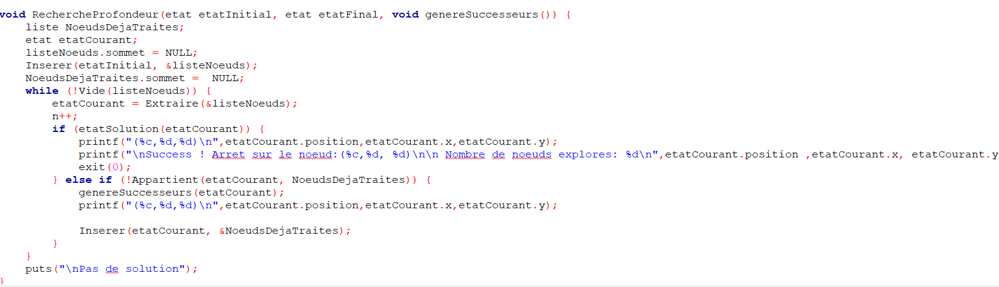 void RechercheProfondeur(etat etatInitial, etat etatFinal, void genereSuccesseurs()) {
    liste NoeudsDejaTraites;
    etat etatCourant;
    listeNoeuds.sommet = NULL;
    Inserer(etatInitial, &listeNoeuds);
    NoeudsDejaTraites.sommet =  NULL;
    while (!Vide(listeNoeuds)) {
        etatCourant = Extraire(&listeNoeuds);
        n++;
        if (etatSolution(etatCourant)) {
            printf("(%c,%d,%d)\n",etatCourant.position,etatCourant.x,etatCourant.y);
            printf("\nSuccess ! Arret sur le noeud:(%c,%d, %d)\n\n Nombre de noeuds explores: %d\n",etatCourant.position ,etatCourant.x, etatCourant.y
            exit(0);
        } else if (!Appartient(etatCourant, NoeudsDejaTraites)) {
            genereSuccesseurs(etatCourant);
            printf("(%c,%d,%d)\n",etatCourant.position,etatCourant.x,etatCourant.y);

            Inserer(etatCourant, &NoeudsDejaTraites);
        }
    }
    puts("\nPas de solution");
}